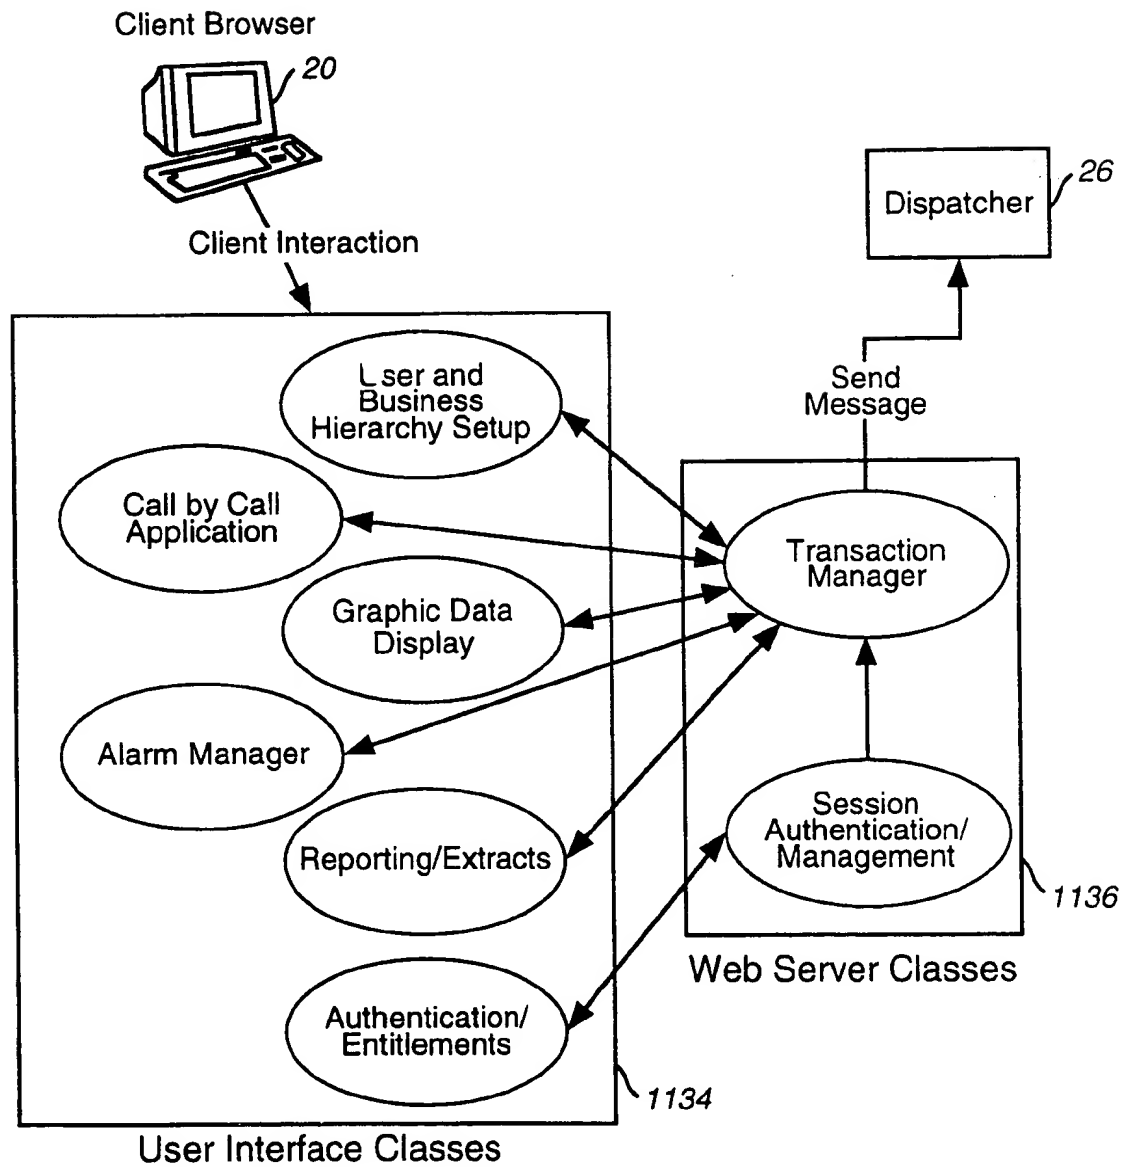 Client Browser
20
Client Interaction
Dispatcher
26
Send
Message
User and
Business
Hierarchy Setup
Call by Call
Application
Graphic Data
Display
Alarm Manager
Reporting/Extracts
Authentication/
Entitlements
1134
User Interface Classes
Transaction
Manager
Session
Authentication/
Management
1136
Web Server Classes